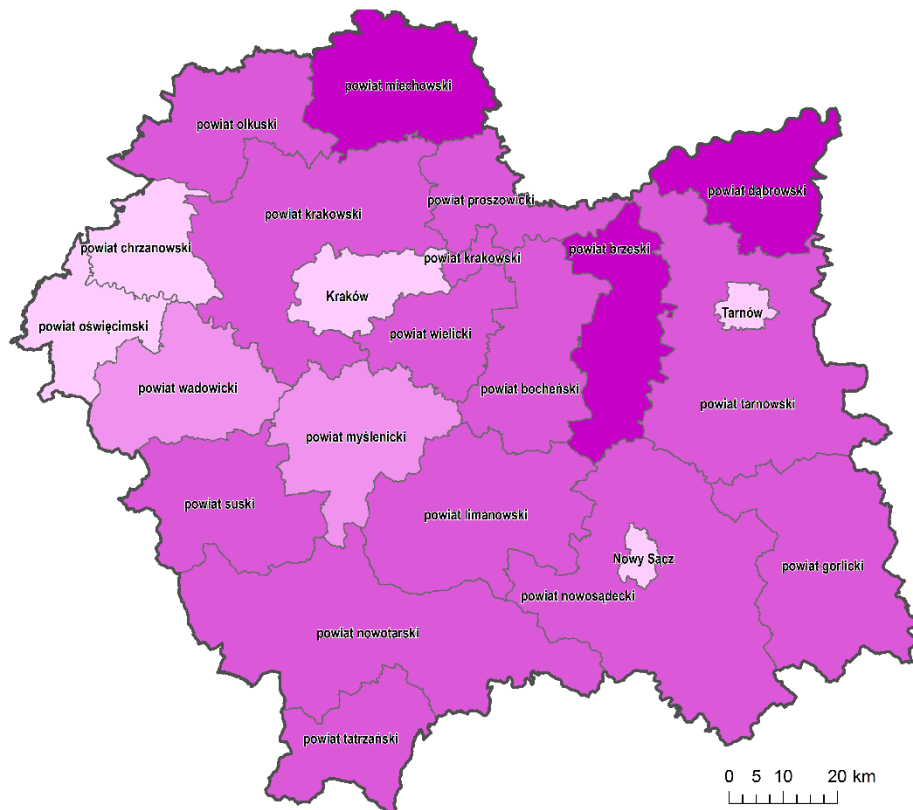 powiat miechowski
powiat olkuski
powiat dąbrowski
powiat proszowicki
powiat krakowski
powiat chrzanowski
powiat brzeski
powiat krakowski
Kraków
Tarnów
powiat oświęcimski
powiat wielicki
powiat wadowicki
powiat bocheński
powiat tarnowski
powiat myślenicki
powiat suski
powiat limanowski
Nowy Sącz
powiat gorlicki
powiat nowosądecki
powiat nowotarski
powiat tatrzański
0 5 10 20 km